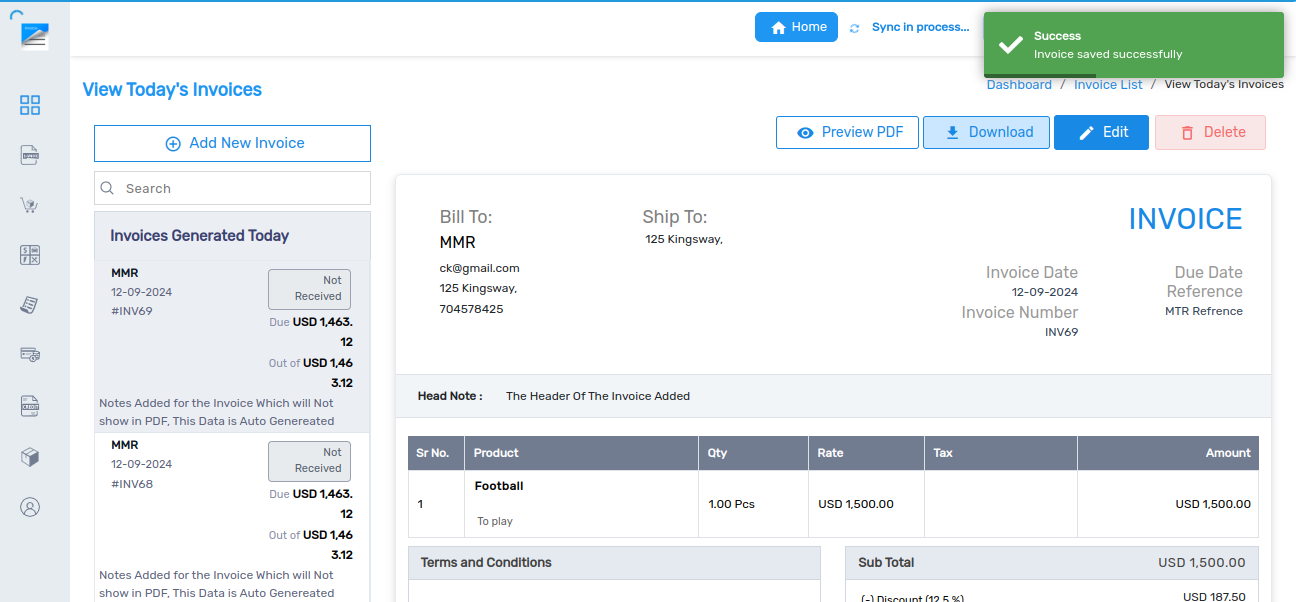 Home
Sync in process...
Success
Invoice saved successfully
View Today's Invoices
Dashboard / Invoice List / View Today's Invoices
Add New Invoice
Preview PDF
Download
Edit
Delete
Search
Invoices Generated Today
MMR
12-09-2024
#INV69
Not
Received
Due USD 1,463.
12
Out of USD 1,46
3.12
Notes Added for the Invoice Which will Not
show in PDF, This Data is Auto Genereated
MMR
12-09-2024
#INV68
Not
Received
Due USD 1,463.
12
Out of USD 1,46
3.12
Notes Added for the Invoice Which will Not
show in PDF, This Data is Auto Genereated
Bill To:
MMR
ck@gmail.com
125 Kingsway,
704578425
Ship To:
125 Kingsway,
INVOICE
Invoice Date
12-09-2024
Invoice Number
INV69
Due Date
Reference
MTR Refrence
Head Note : The Header Of The Invoice Added
Sr No. Product Qty Rate Tax Amount
1 Football 1.00 Pcs USD 1,500.00 USD 1,500.00
To play
Terms and Conditions
Sub Total USD 1,500.00
(-) Discount (12.5 %) USD 187.50